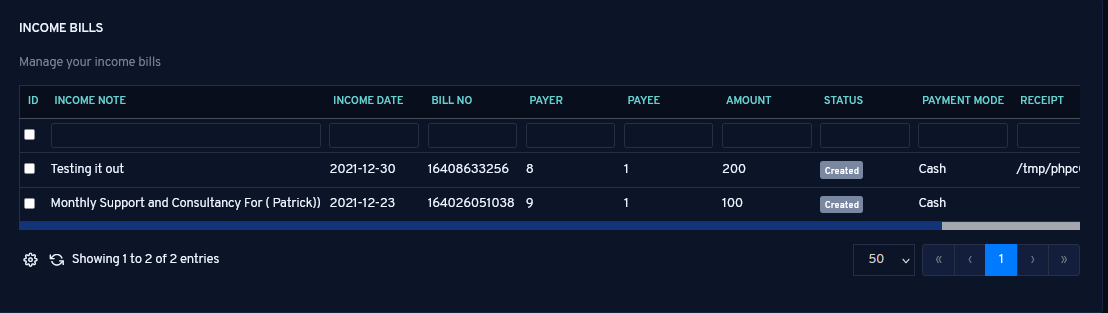 INCOME BILLS
Manage your income bills
ID INCOME NOTE INCOME DATE BILL NO PAYER PAYEE AMOUNT STATUS PAYMENT MODE RECEIPT
Testing it out 2021-12-30 16408633256 8 1 200 Created Cash /tmp/phpc
Monthly Support and Consultancy For ( Patrick)) 2021-12-23 164026051038 9 1 100 Created Cash
Showing 1 to 2 of 2 entries 50 « ‹ 1 › »